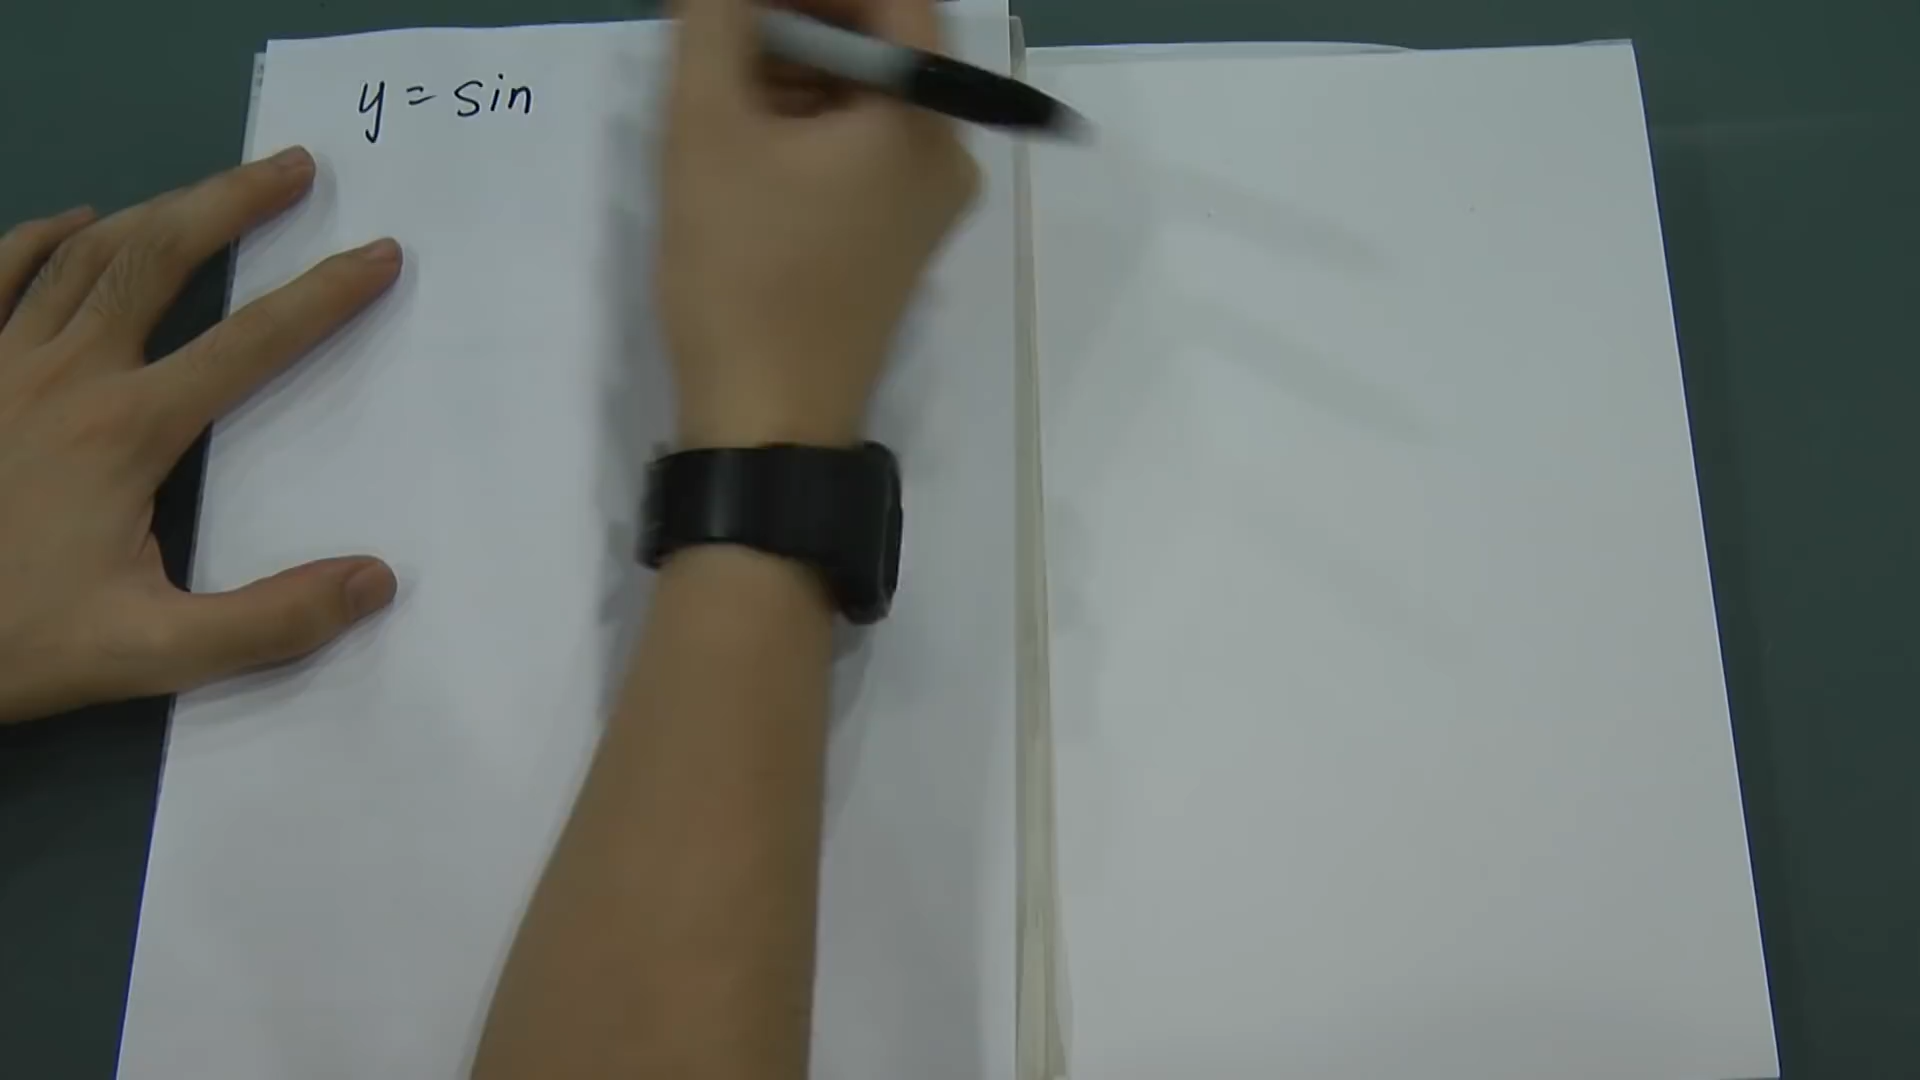 y = sin